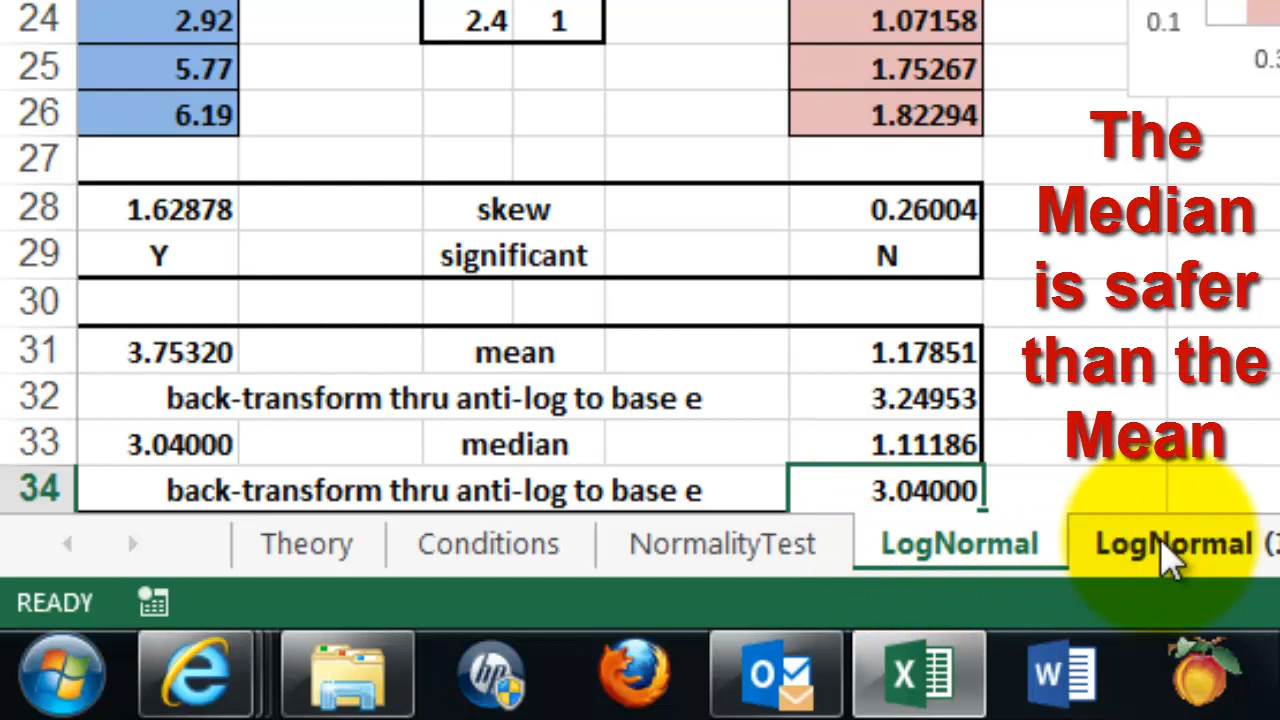 24 2.92 2.4 1 1.07158 0.1
25 5.77 1.75267
26 6.19 1.82294
27
28 1.62878 skew 0.26004
29 Y significant N
30
31 3.75320 mean 1.17851
32 back-transform thru anti-log to base e 3.24953
33 3.04000 median 1.11186
34 back-transform thru anti-log to base e 3.04000
The
Median
is safer
than the
Mean
Theory Conditions NormalityTest LogNormal LogNormal
READY
hp O X W